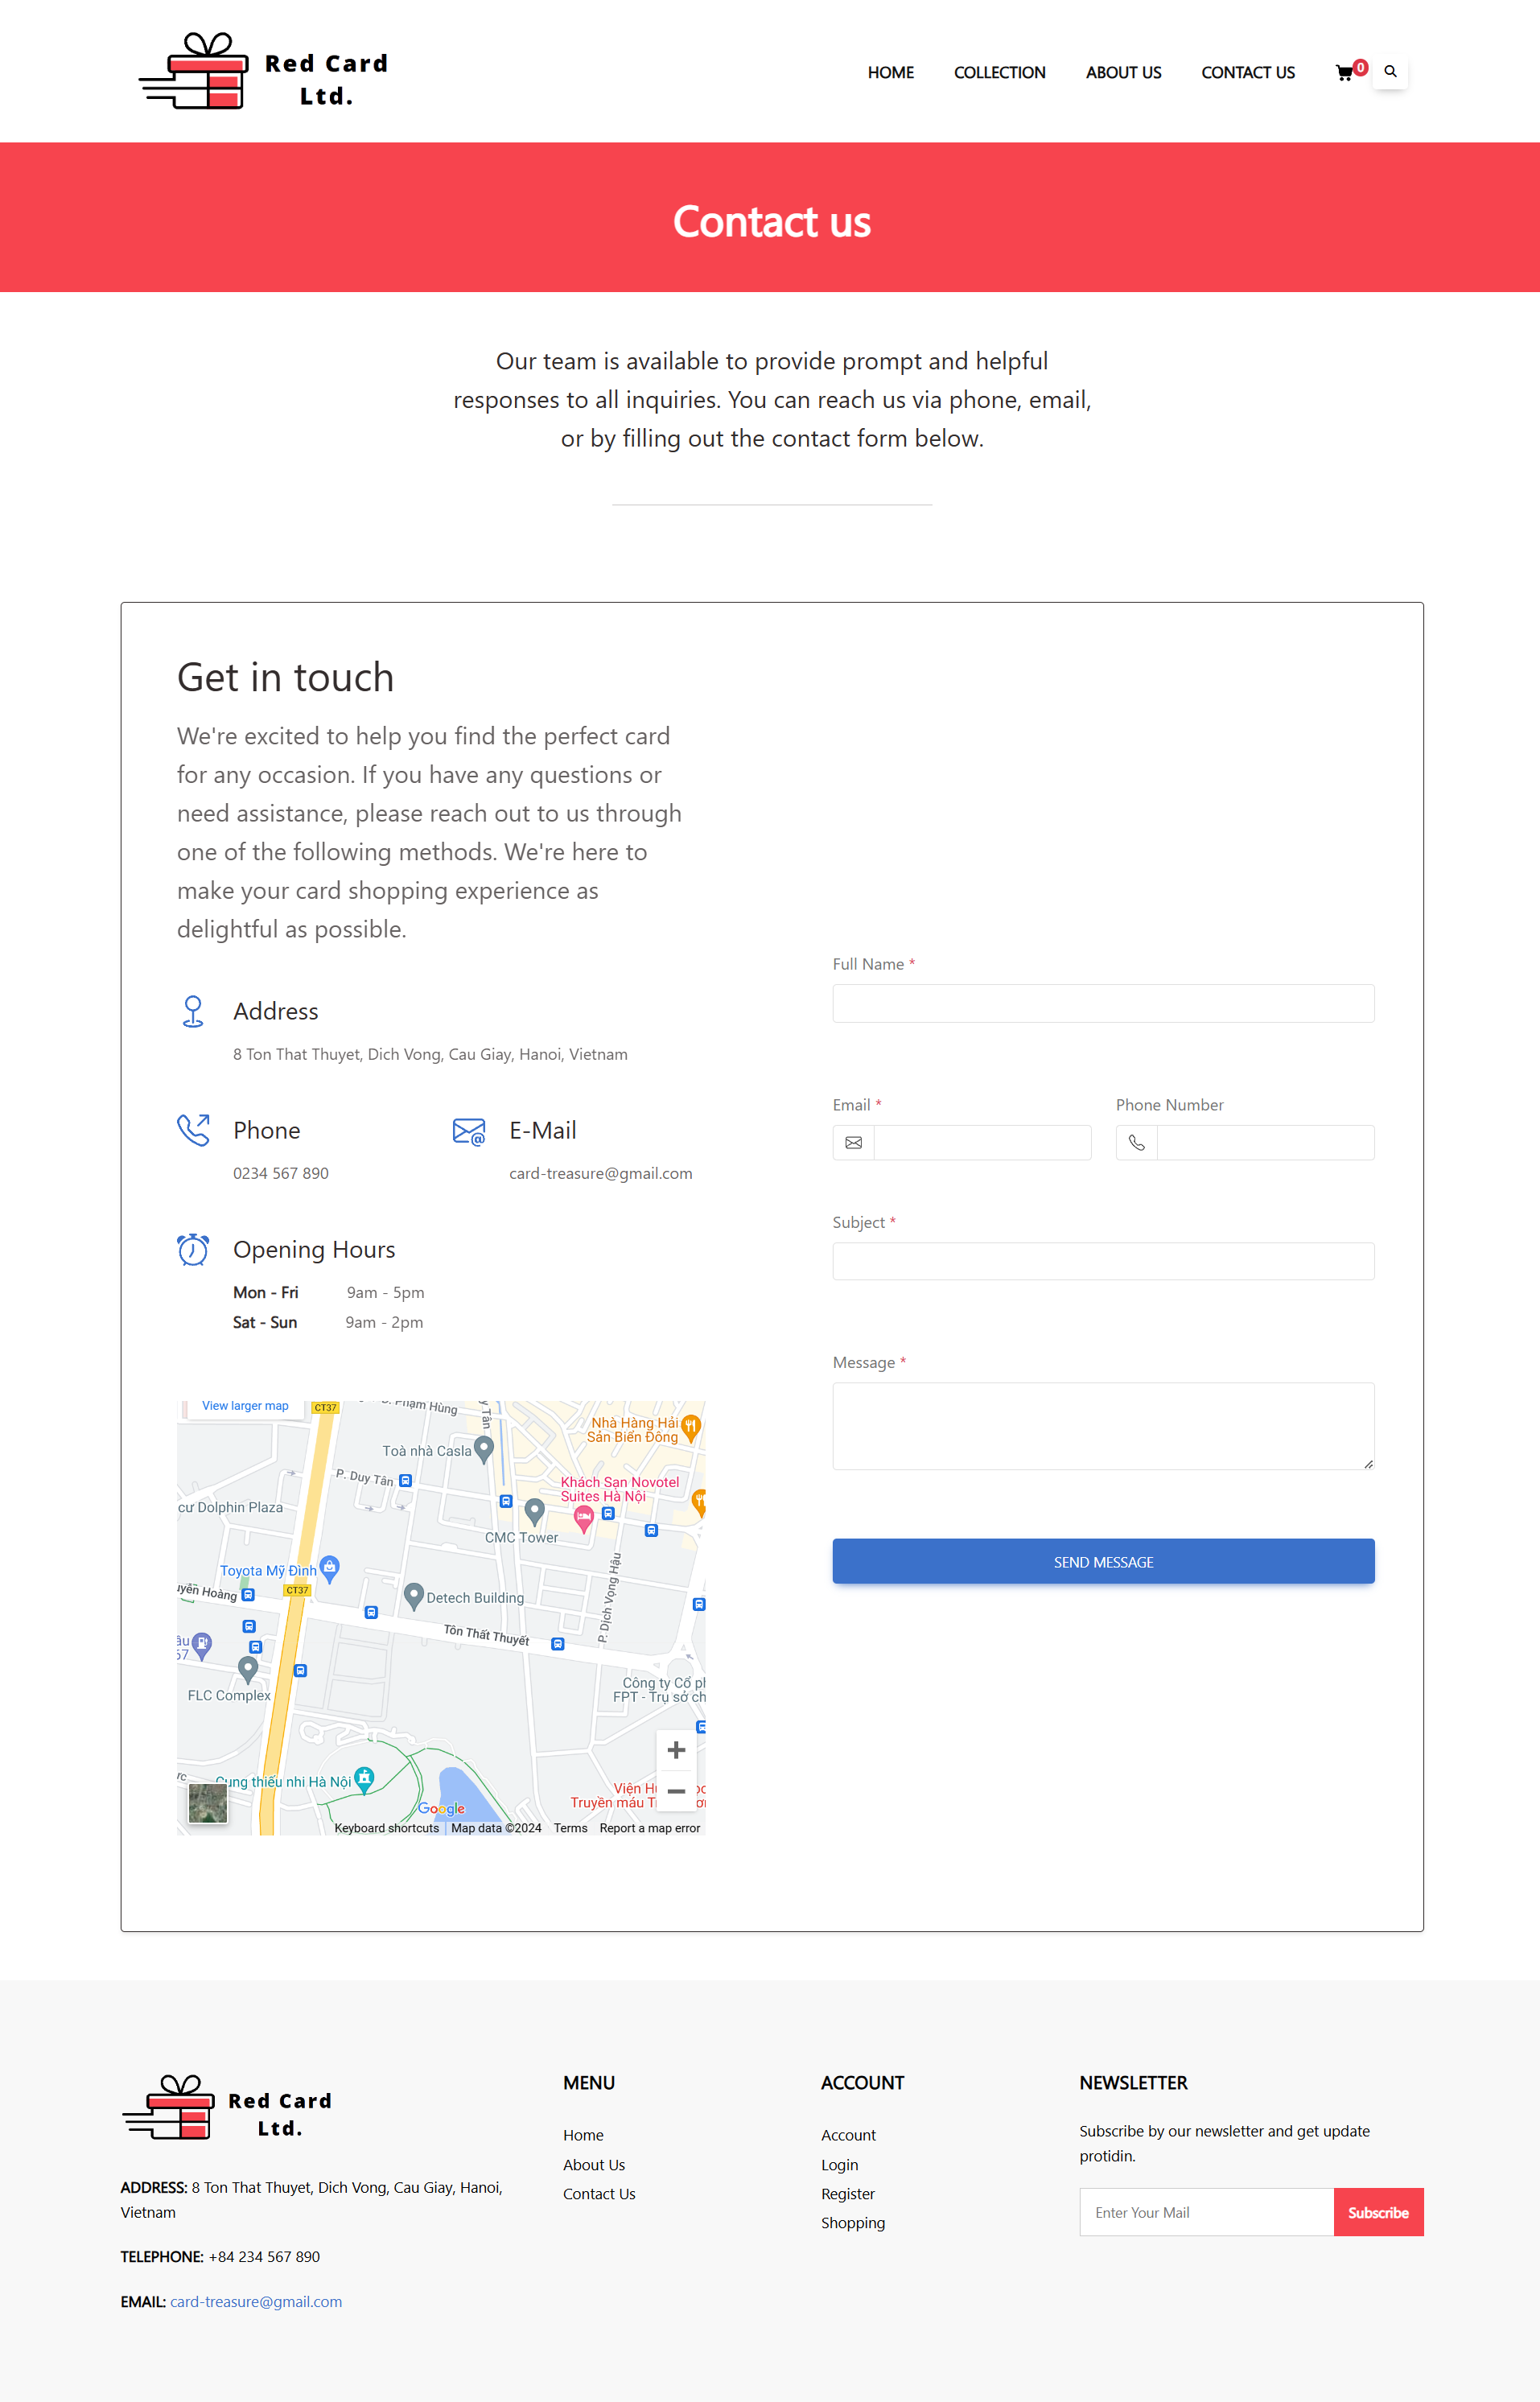 Red Card
Ltd.
HOME
COLLECTION
ABOUT US
CONTACT US
0
Contact us
Our team is available to provide prompt and helpful
responses to all inquiries. You can reach us via phone, email,
or by filling out the contact form below.
Get in touch
We're excited to help you find the perfect card
for any occasion. If you have any questions or
need assistance, please reach out to us through
one of the following methods. We're here to
make your card shopping experience as
delightful as possible.
Address
8 Ton That Thuyet, Dich Vong, Cau Giay, Hanoi, Vietnam
Phone
0234 567 890
E-Mail
card-treasure@gmail.com
Opening Hours
Mon - Fri 9am - 5pm
Sat - Sun 9am - 2pm
View larger map
CT37
Phạm Hùng
Tân
Nhà Hàng Hải
Sản Biển Đông
Toà nhà Casla
P. Duy Tân
Khách Sạn Novotel
Suites Hà Nội
cư Dolphin Plaza
CMC Tower
Toyota Mỹ Đình
CT37
Hoàng
Detech Building
P. Dịch Vọng Hậu
Tôn Thất Thuyết
FLC Complex
Công ty Cổ
FPT - Trụ sở
Cung thiếu nhi Hà Nội
Viện
Truyền máu
Google
Keyboard shortcuts
Map data ©2024
Terms
Report a map error
Full Name *
Email *
Phone Number
Subject *
Message *
SEND MESSAGE
Red Card
Ltd.
ADDRESS: 8 Ton That Thuyet, Dich Vong, Cau Giay, Hanoi,
Vietnam
TELEPHONE: +84 234 567 890
EMAIL: card-treasure@gmail.com
MENU
Home
About Us
Contact Us
ACCOUNT
Account
Login
Register
Shopping
NEWSLETTER
Subscribe by our newsletter and get update
protidin.
Enter Your Mail
Subscribe